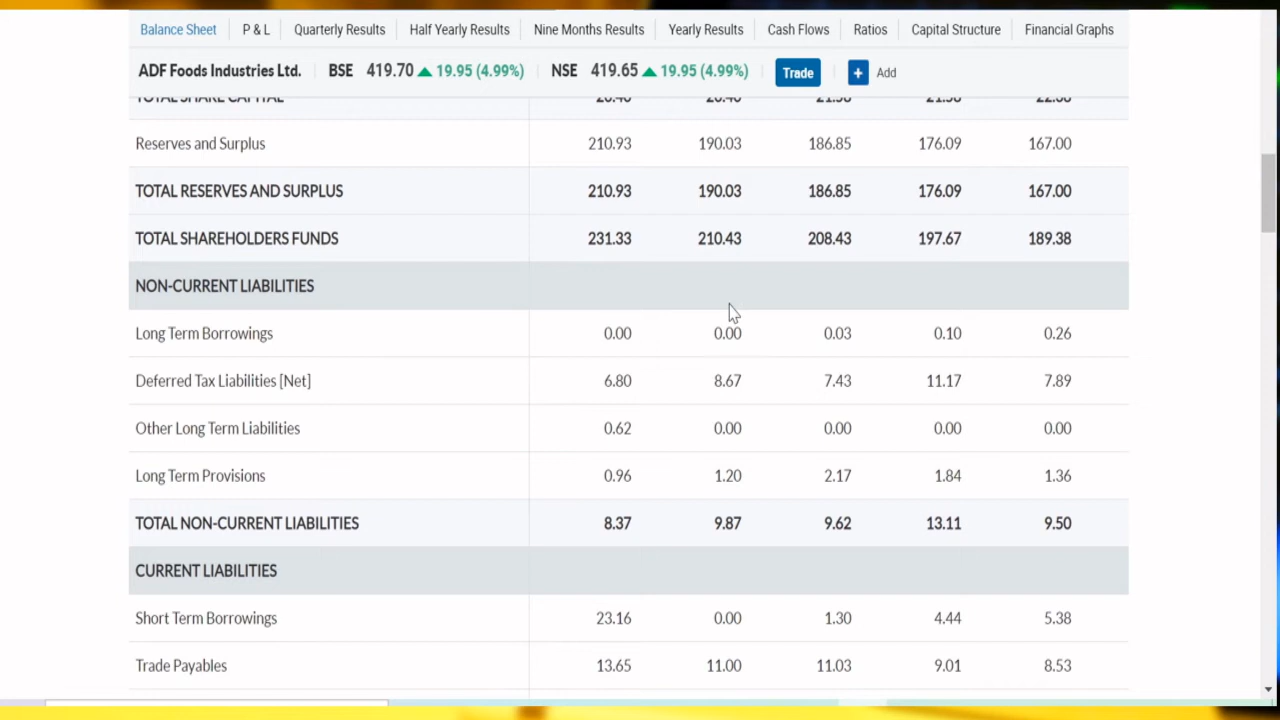 Balance Sheet P & L Quarterly Results Half Yearly Results Nine Months Results Yearly Results Cash Flows Ratios Capital Structure Financial Graphs
ADF Foods Industries Ltd. BSE 419.70 19.95 (4.99%) NSE 419.65 19.95 (4.99%) Trade + Add
TOTAL SHARE CAPITAL
Reserves and Surplus 210.93 190.03 186.85 176.09 167.00
TOTAL RESERVES AND SURPLUS 210.93 190.03 186.85 176.09 167.00
TOTAL SHAREHOLDERS FUNDS 231.33 210.43 208.43 197.67 189.38
NON-CURRENT LIABILITIES
Long Term Borrowings 0.00 0.00 0.03 0.10 0.26
Deferred Tax Liabilities [Net] 6.80 8.67 7.43 11.17 7.89
Other Long Term Liabilities 0.62 0.00 0.00 0.00 0.00
Long Term Provisions 0.96 1.20 2.17 1.84 1.36
TOTAL NON-CURRENT LIABILITIES 8.37 9.87 9.62 13.11 9.50
CURRENT LIABILITIES
Short Term Borrowings 23.16 0.00 1.30 4.44 5.38
Trade Payables 13.65 11.00 11.03 9.01 8.53